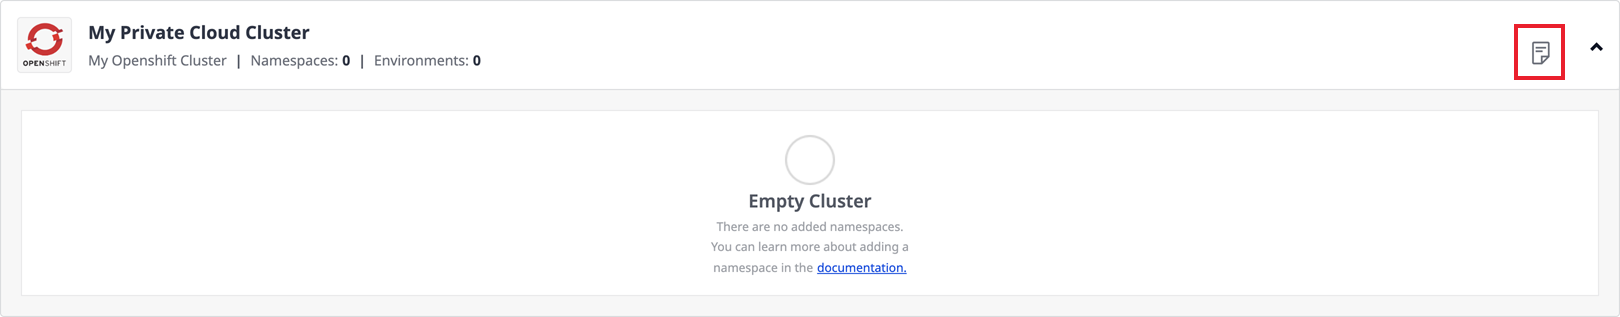 My Private Cloud Cluster
OPENSHIFT
My Openshift Cluster | Namespaces: 0 | Environments: 0
Empty Cluster
There are no added namespaces.
You can learn more about adding a
namespace in the documentation.